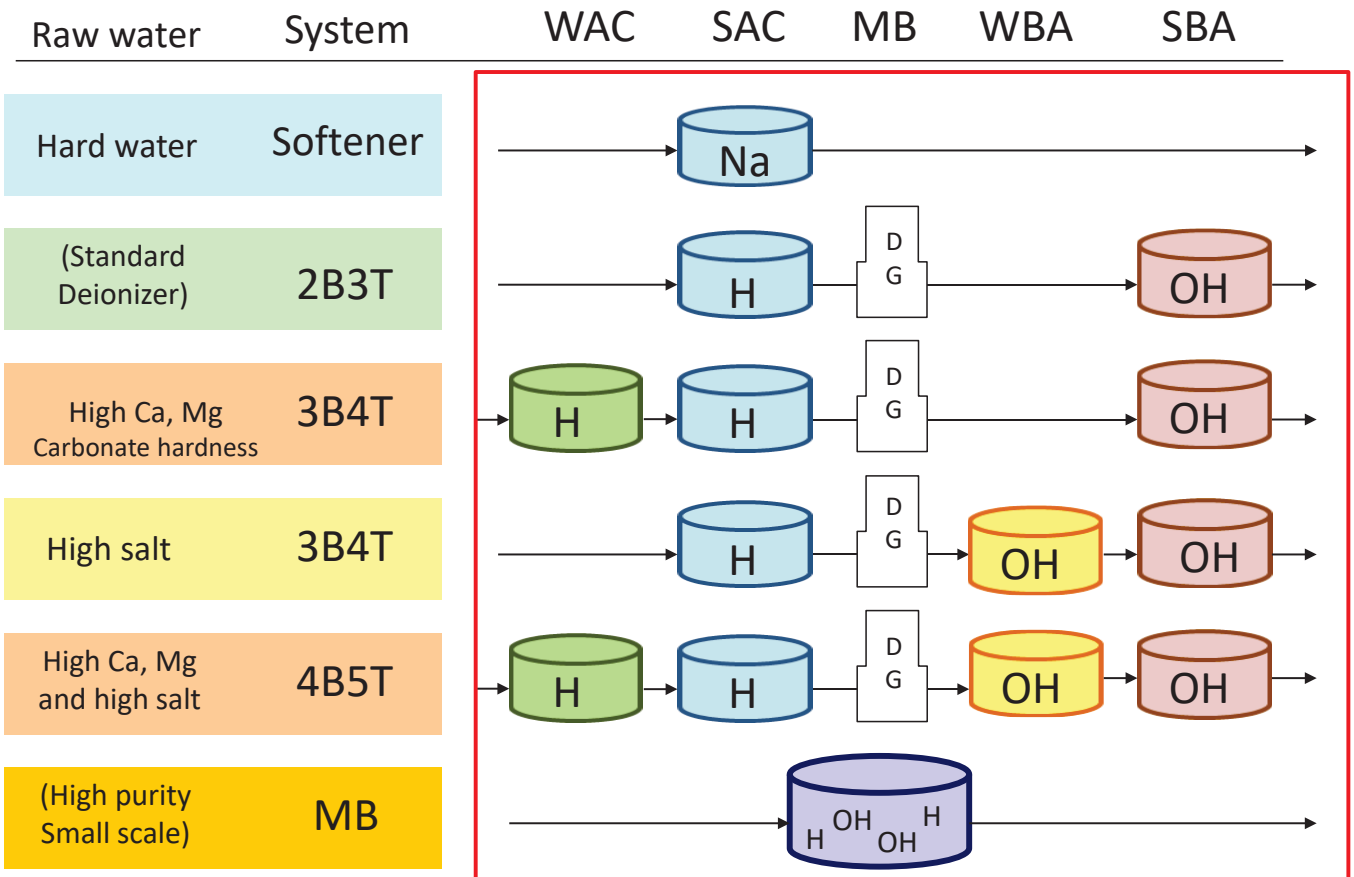 Raw water System WAC SAC MB WBA SBA
Hard water Softener Na
(Standard
Deionizer) 2B3T H D
G OH
High Ca, Mg
Carbonate hardness 3B4T H H D
G OH
High salt 3B4T H D
G OH OH
High Ca, Mg
and high salt 4B5T H H D
G OH OH
(High purity
Small scale) MB H OH OH H